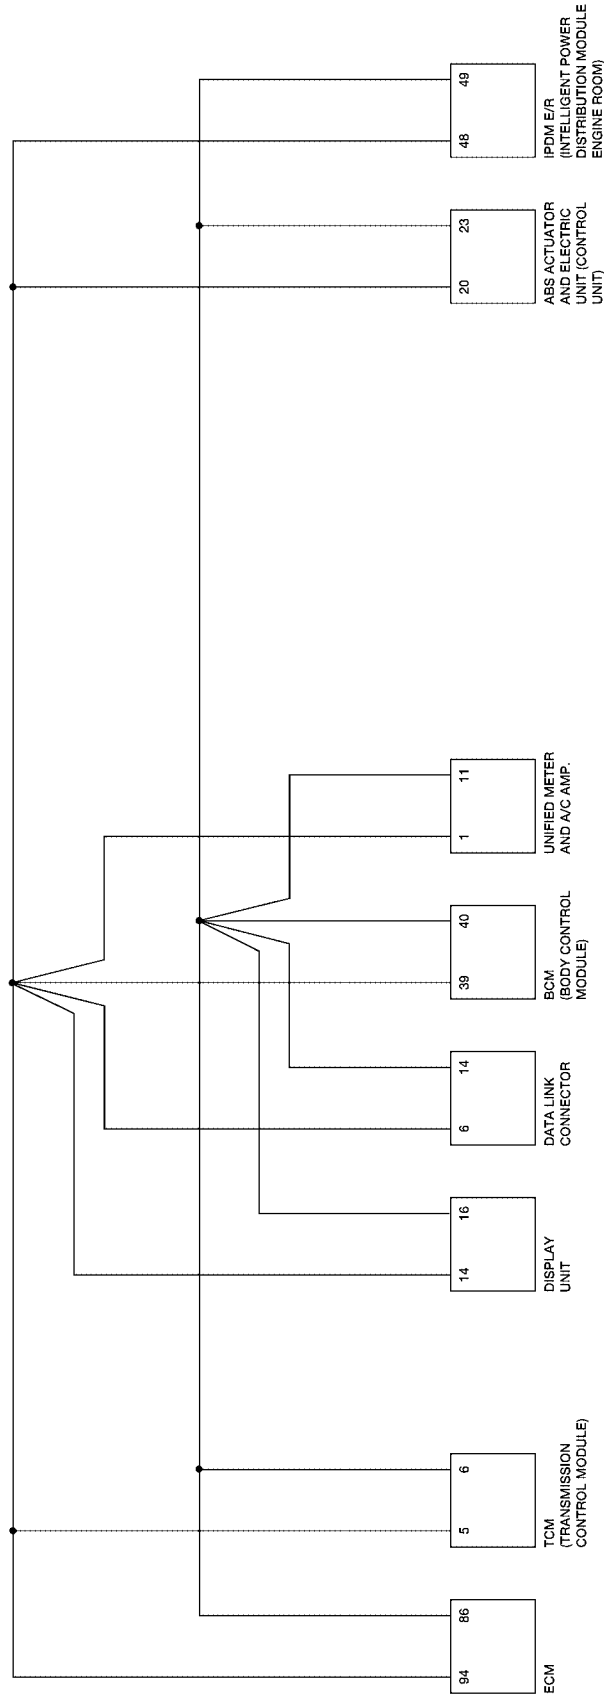 94 86
ECM
5 6
TCM
(TRANSMISSION
CONTROL MODULE)
14 16
DISPLAY
UNIT
6 14
DATA LINK
CONNECTOR
39 40
BCM
(BODY CONTROL
MODULE)
1 11
UNIFIED METER
AND A/C AMP.
20 23
ABS ACTUATOR
AND ELECTRIC
UNIT (CONTROL
UNIT)
48 49
IPDM E/R
(INTELLIGENT POWER
DISTRIBUTION MODULE
ENGINE ROOM)